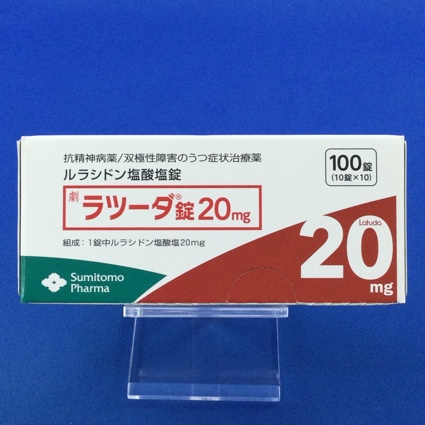 抗精神病薬/双極性障害のうつ症状治療薬
ルラシドン塩酸塩錠
劇 ラツーダ®錠20mg
組成:1錠中ルラシドン塩酸塩20mg
100錠
(10錠×10)
Latuda
20
mg
Sumitomo
Pharma